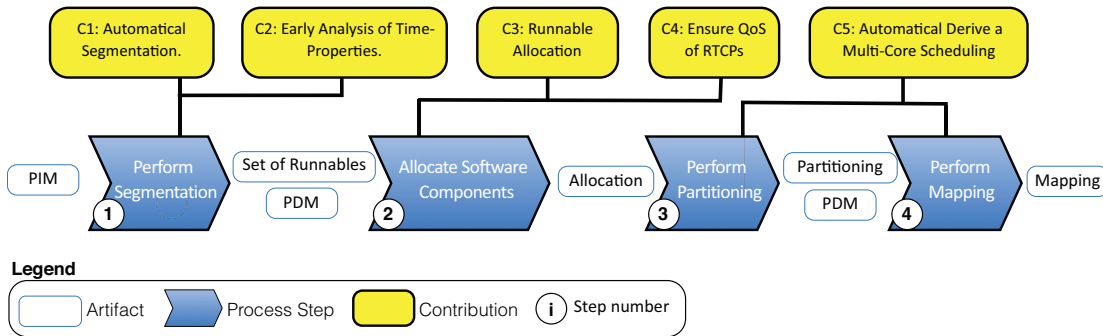 C1: Automatical
Segmentation.
C2: Early Analysis of Time-
Properties.
C3: Runnable
Allocation
C4: Ensure QoS
of RTCPs
C5: Automatical Derive a
Multi-Core Scheduling
PIM
Perform
Segmentation
1
Set of Runnables
PDM
Allocate Software
Components
2
Allocation
Perform
Partitioning
3
Partitioning
PDM
Perform
Mapping
4
Mapping
Legend
Artifact
Process Step
Contribution
i
Step number